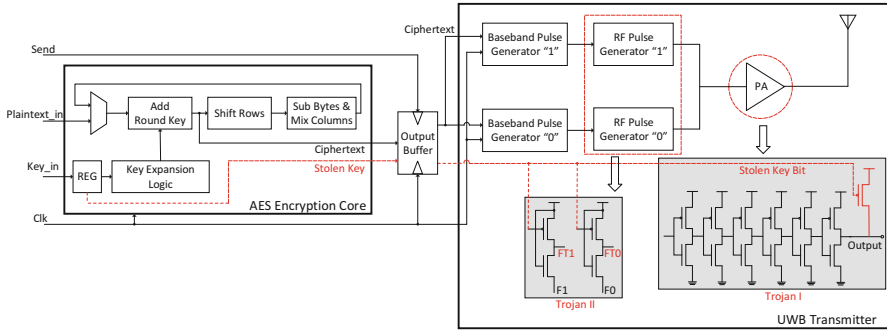 Send
Plaintext_in
Key_in
Clk
Add
Round Key
Shift Rows
Sub Bytes &
Mix Columns
REG
Key Expansion
Logic
Ciphertext
Stolen Key
AES Encryption Core
Output
Buffer
Ciphertext
Baseband Pulse
Generator "1"
RF Pulse
Generator "1"
Baseband Pulse
Generator "0"
RF Pulse
Generator "0"
PA
FT1
FT0
F1
F0
Trojan II
Stolen Key Bit
Output
Trojan I
UWB Transmitter